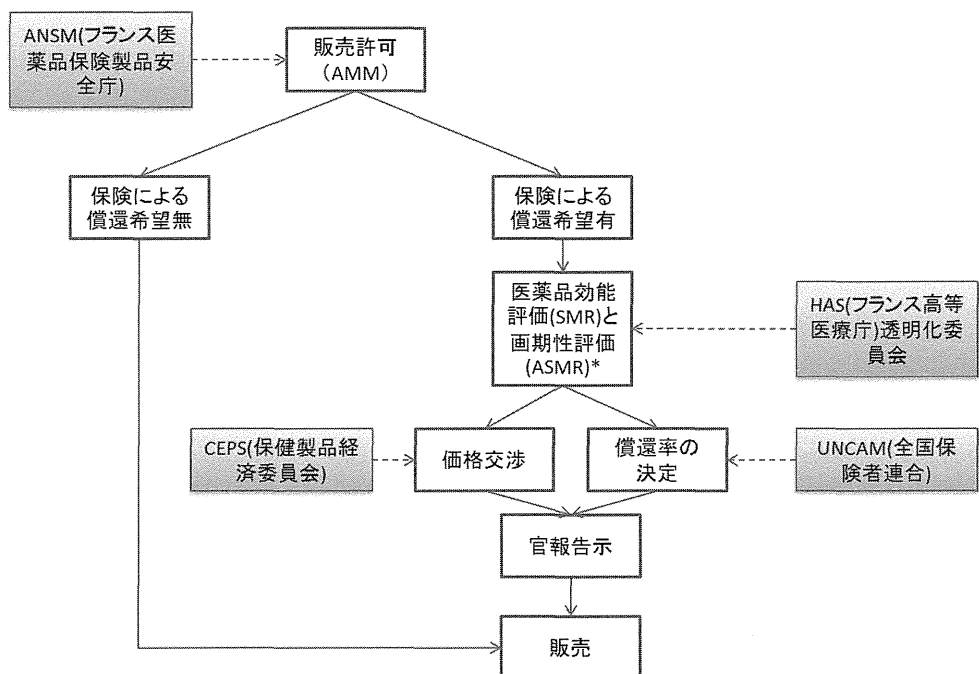 ANSM(フランス医
薬品保険製品安
全庁)
販売許可
(AMM)
保険による
償還希望無
保険による
償還希望有
医薬品効能
評価(SMR)と
画期性評価
(ASMR)*
HAS(フランス高等
医療庁)透明化委
員会
CEPS(保健製品経
済委員会)
価格交渉
償還率の
決定
UNCAM(全国保
険者連合)
官報告示
販売